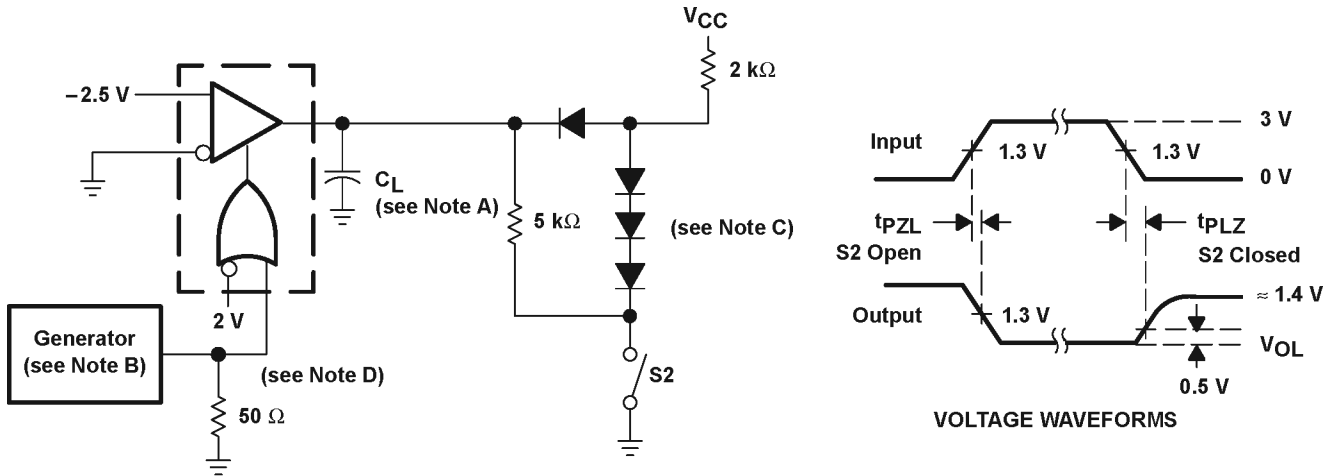 VCC
2 kΩ
−2.5 V
CL
(see Note A)
5 kΩ
(see Note C)
2 V
Generator
(see Note B)
(see Note D)
50 Ω
S2
Input
1.3 V
1.3 V
3 V
0 V
tPZL
S2 Open
tPLZ
S2 Closed
Output
1.3 V
≈ 1.4 V
VOL
0.5 V
VOLTAGE WAVEFORMS